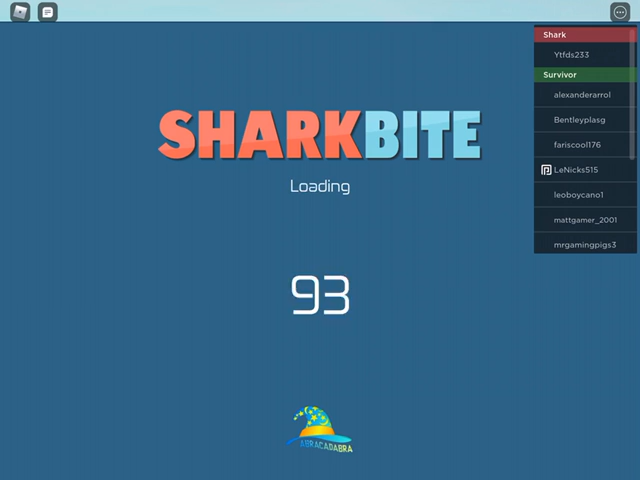 Shark
Ytfds233
Survivor
alexanderarrol
Bentleyplasg
fariscool176
LeNicks515
leoboycano1
mattgamer_2001
mrgamingpigs3
SHARKBITE
Loading
93
ABRACADABRA